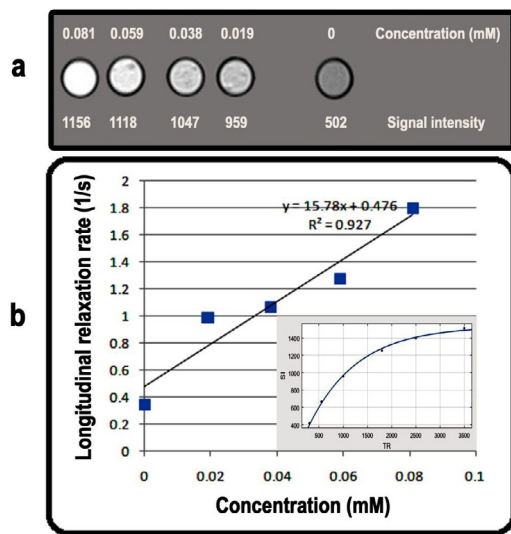 a
0.081 0.059 0.038 0.019 0 Concentration (mM)
1156 1118 1047 959 502 Signal intensity
b
Longitudinal relaxation rate (1/s)
2
1.8
1.6
1.4
1.2
1
0.8
0.6
0.4
0.2
0
y = 15.78x + 0.476
R² = 0.927
SI
1400
1200
1000
800
600
400
500 1000 1500 2000 2500 3000 3500
TR
0 0.02 0.04 0.06 0.08 0.1
Concentration (mM)